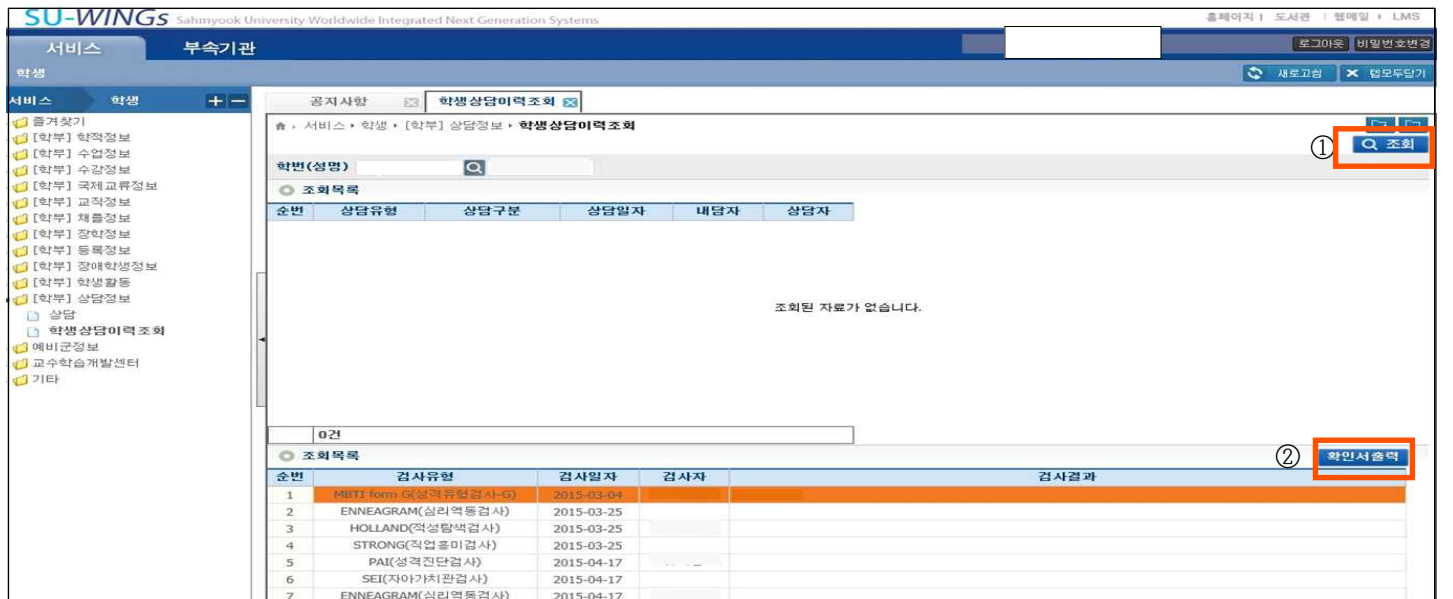 SU-WINGs Sahmyook University Worldwide Integrated Next Generation Systems
홈페이지 | 도서관 | 웹메일 | LMS
서비스 부속기관
로그아웃 비밀번호변경
학생
새로고침 탭모두닫기
서비스 학생
공지사항 학생상담이력조회
즐겨찾기
[학부] 학적정보
[학부] 수업정보
[학부] 수강정보
[학부] 국제교류정보
[학부] 교직정보
[학부] 채플정보
[학부] 장학정보
[학부] 등록정보
[학부] 장애학생정보
[학부] 학생활동
[학부] 상담정보
상담
학생상담이력조회
예비군정보
교수학습개발센터
기타
서비스 학생 [학부] 상담정보 학생상담이력조회
① 조회
학번(성명)
조회목록
순번 상담유형 상담구분 상담일자 내담자 상담자
조회된 자료가 없습니다.
0건
조회목록
② 확인서출력
순번 검사유형 검사일자 검사자 검사결과
1 MBTI form G(성격유형검사-G) 2015-03-04
2 ENNEAGRAM(심리역동검사) 2015-03-25
3 HOLLAND(적성탐색검사) 2015-03-25
4 STRONG(직업흥미검사) 2015-03-25
5 PAI(성격진단검사) 2015-04-17
6 SEI(자아가치관검사) 2015-04-17
7 ENNEAGRAM(심리역동검사) 2015-04-17